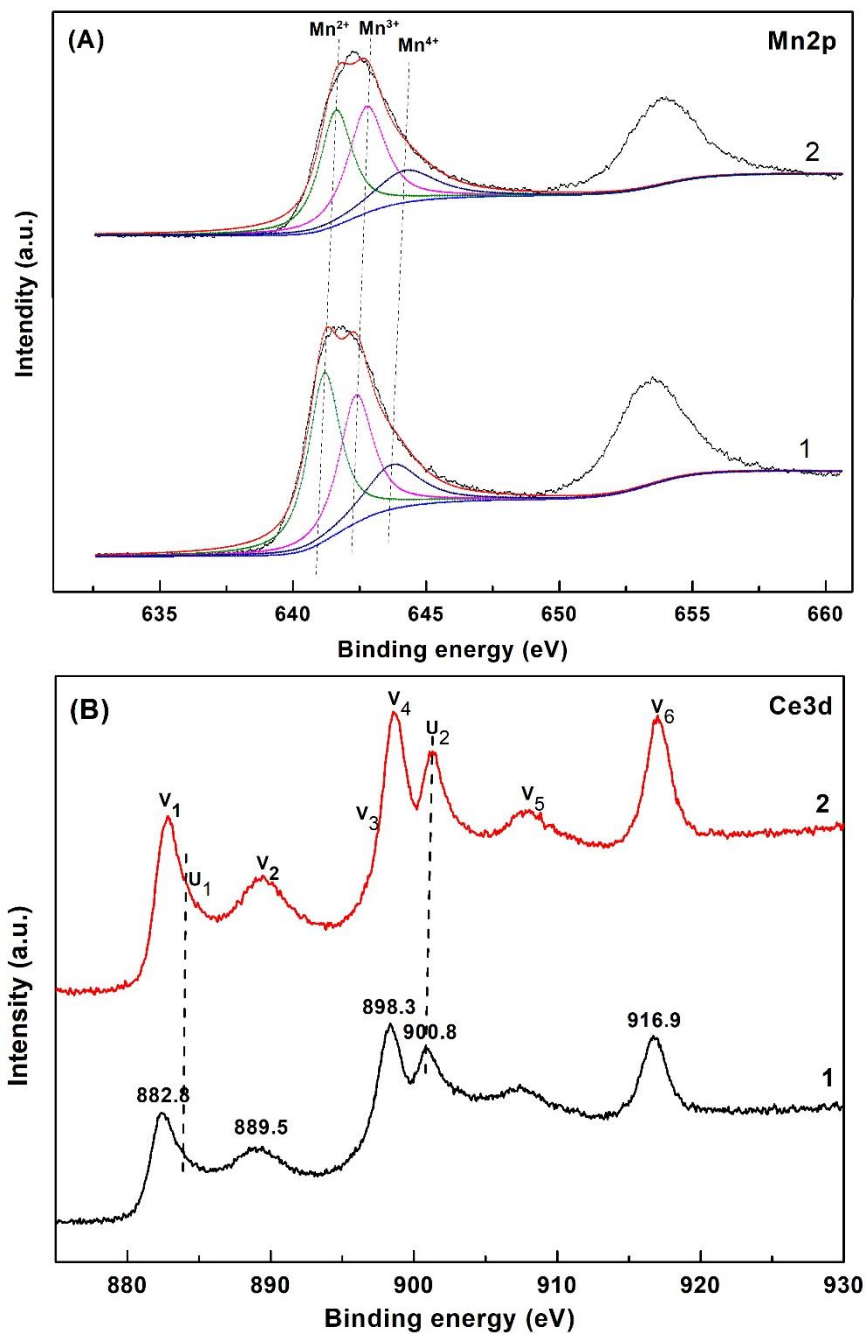 (A)
Mn2+
Mn3+
Mn4+
Mn2p
2
1
Intendity (a.u.)
635 640 645 650 655 660
Binding energy (eV)
(B)
Ce3d
V1
U1
V2
V3
V4
U2
V5
V6
2
882.8
889.5
898.3
900.8
916.9
1
Intensity (a.u.)
880 890 900 910 920 930
Binding energy (eV)